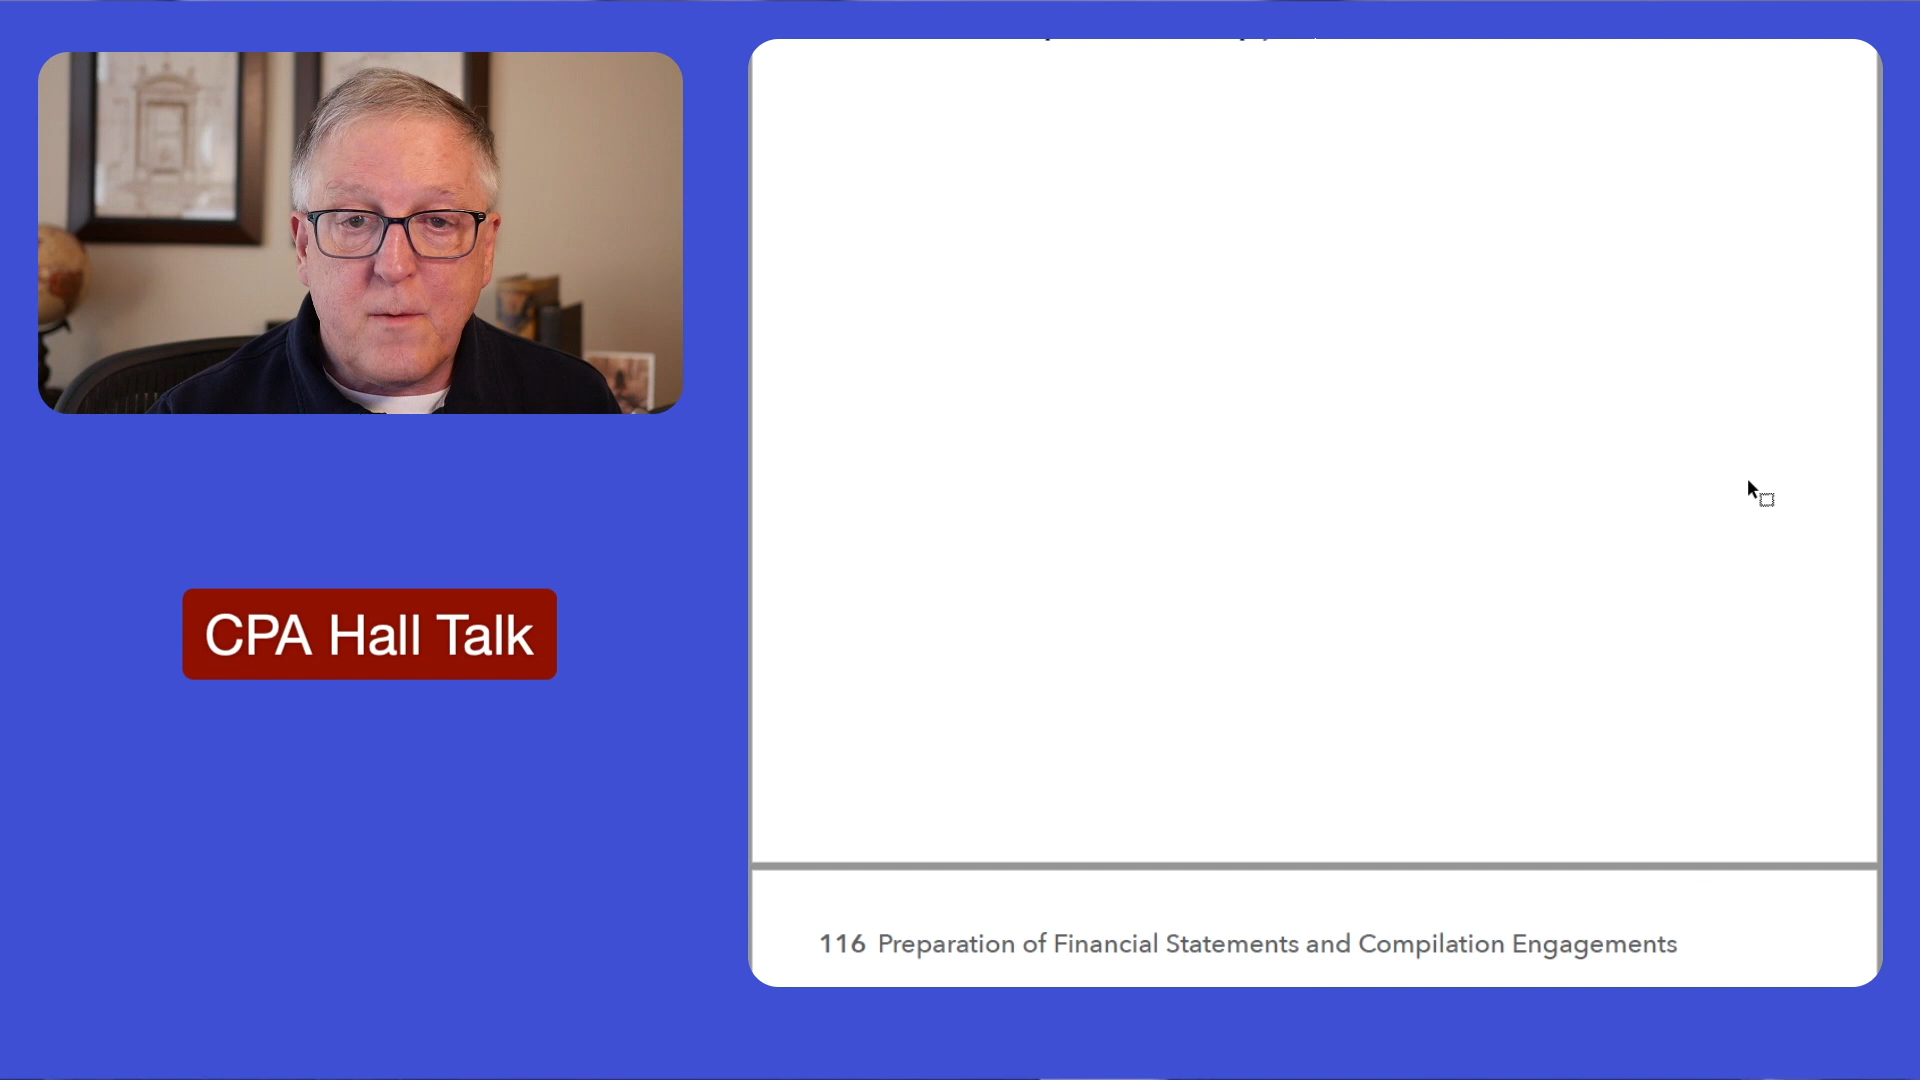 CPA Hall Talk
116 Preparation of Financial Statements and Compilation Engagements